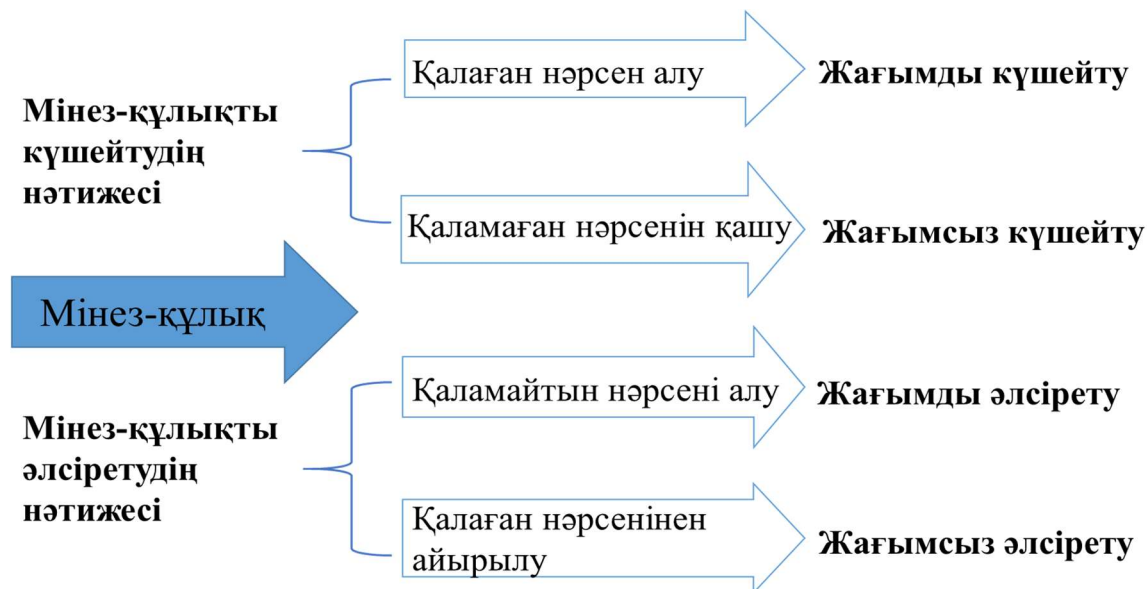 Мінез-құлықты
күшейтудің
нәтижесі
Қалаған нәрсен алу
Жағымды күшейту
Қаламаған нәрсенін қашу
Жағымсыз күшейту
Мінез-құлық
Мінез-құлықты
әлсіретудің
нәтижесі
Қаламайтын нәрсені алу
Жағымды әлсірету
Қалаған нәрсенінен
айырылу
Жағымсыз әлсірету